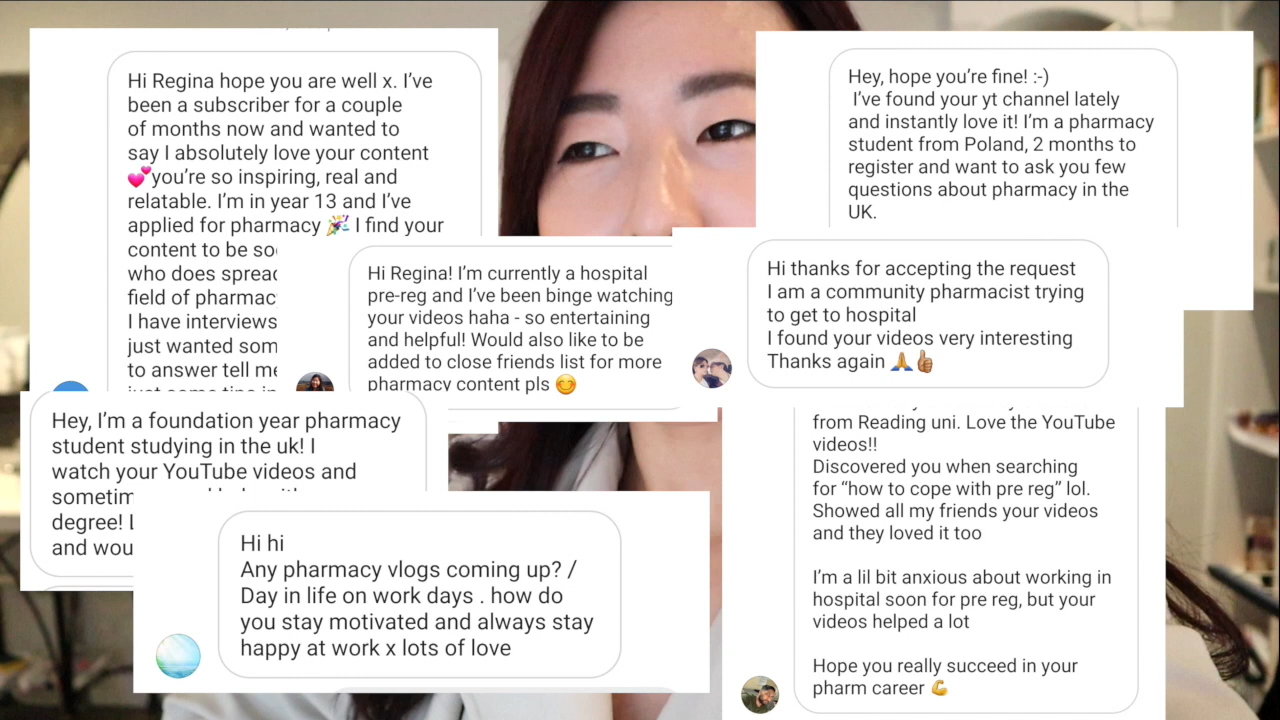 Hi Regina hope you are well x. I've
been a subscriber for a couple
of months now and wanted to
say I absolutely love your content
💕you're so inspiring, real and
relatable. I'm in year 13 and I've
applied for pharmacy 🎉 I find your
content to be
who does
field of
I have interviews
just wanted
to answer tell
just some tips
Hi Regina! I'm currently a hospital
pre-reg and I've been binge watching
your videos haha - so entertaining
and helpful! Would also like to be
added to close friends list for more
pharmacy content pls 😊
Hey, hope you're fine! :-)
I've found your yt channel lately
and instantly love it! I'm a pharmacy
student from Poland, 2 months to
register and want to ask you few
questions about pharmacy in the
UK.
Hi thanks for accepting the request
I am a community pharmacist trying
to get to hospital
I found your videos very interesting
Thanks again 🙏👍🏽
Hey, I'm a foundation year pharmacy
student studying in the uk! I
watch your YouTube videos and
degree!
and
Hi hi
Any pharmacy vlogs coming up? /
Day in life on work days . how do
you stay motivated and always stay
happy at work x lots of love
from Reading uni. Love the YouTube
videos!!
Discovered you when searching
for “how to cope with pre reg” lol.
Showed all my friends your videos
and they loved it too
I'm a lil bit anxious about working in
hospital soon for pre reg, but your
videos helped a lot
Hope you really succeed in your
pharm career 💪